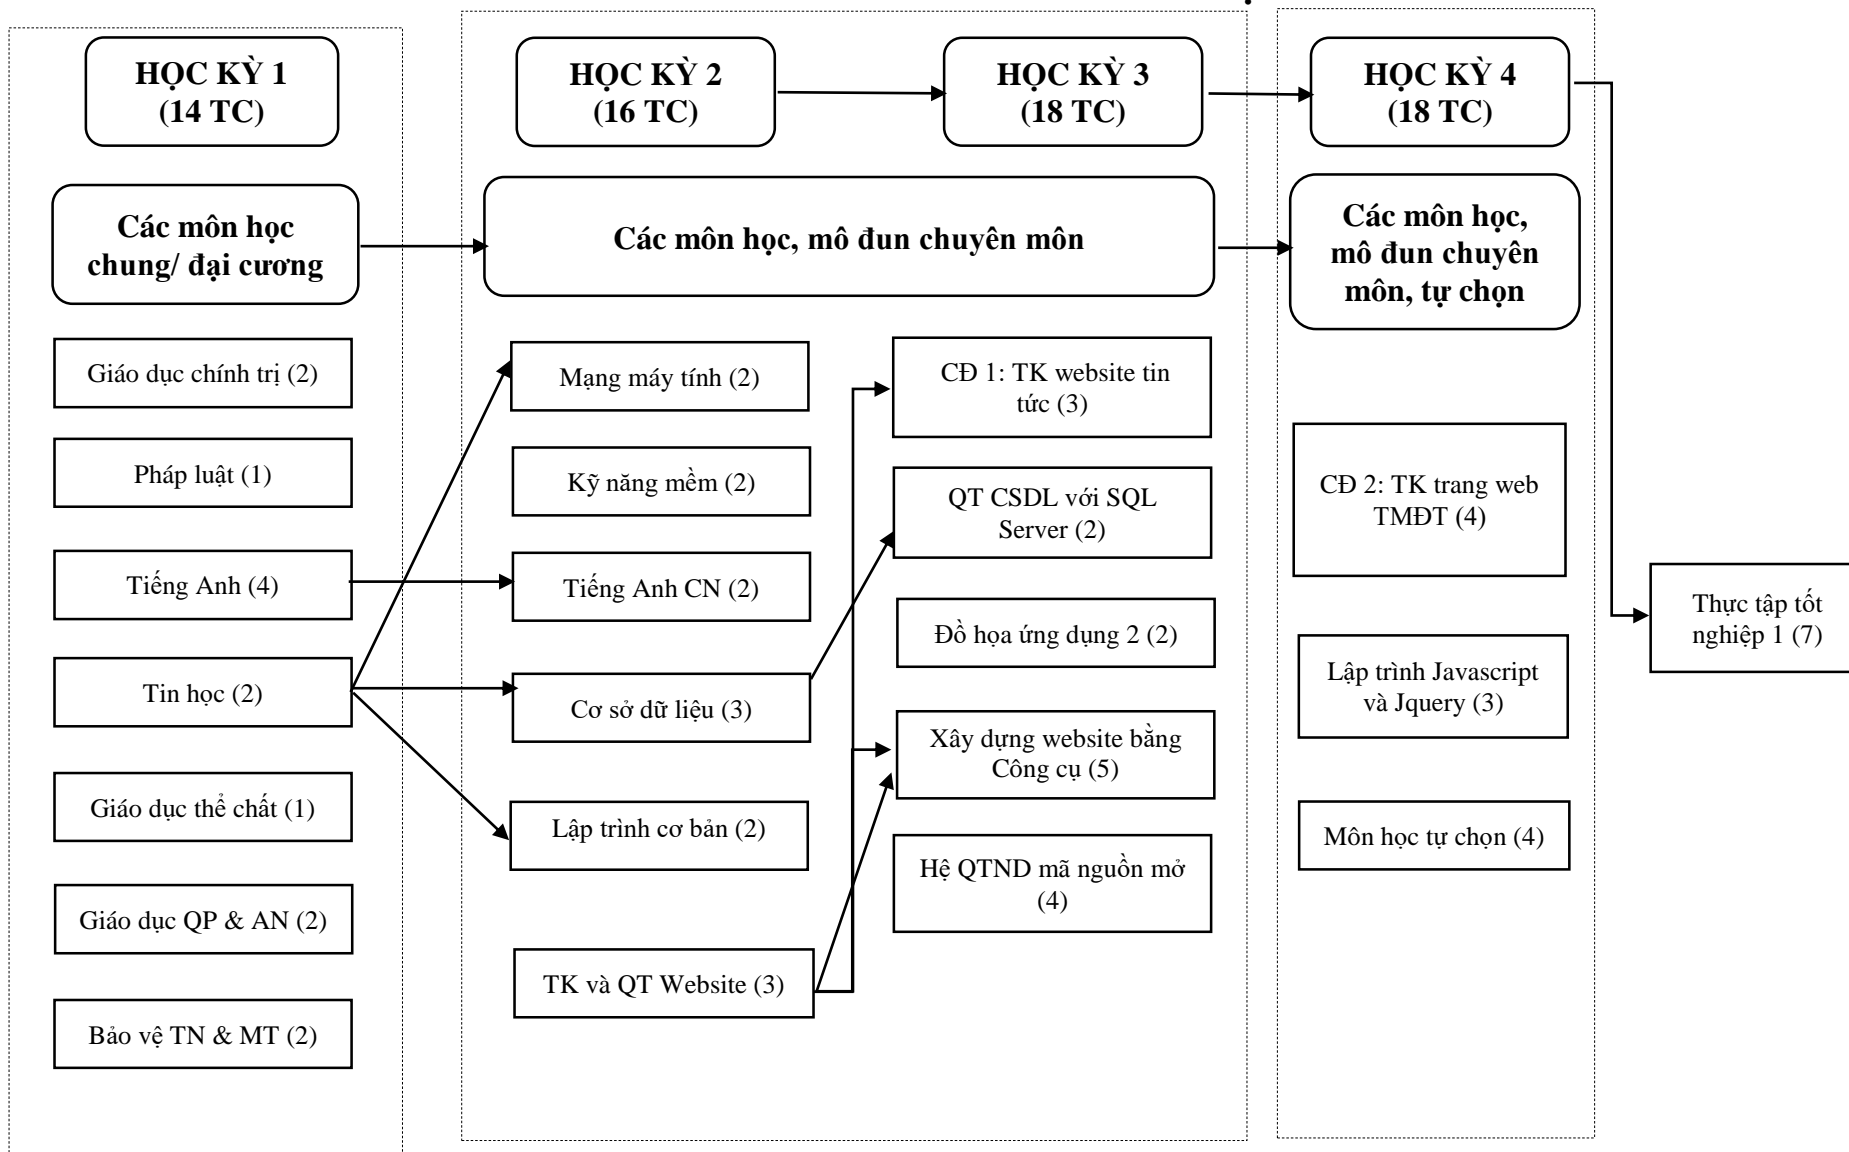 HỌC KỲ 1
(14 TC)
HỌC KỲ 2
(16 TC)
HỌC KỲ 3
(18 TC)
HỌC KỲ 4
(18 TC)
Các môn học
chung/ đại cương
Các môn học, mô đun chuyên môn
Các môn học,
mô đun chuyên
môn, tự chọn
Giáo dục chính trị (2)
Pháp luật (1)
Tiếng Anh (4)
Tin học (2)
Giáo dục thể chất (1)
Giáo dục QP & AN (2)
Bảo vệ TN & MT (2)
Mạng máy tính (2)
Kỹ năng mềm (2)
Tiếng Anh CN (2)
Cơ sở dữ liệu (3)
Lập trình cơ bản (2)
TK và QT Website (3)
CĐ 1: TK website tin
tức (3)
QT CSDL với SQL
Server (2)
Đồ họa ứng dụng 2 (2)
Xây dựng website bằng
Công cụ (5)
Hệ QTND mã nguồn mở
(4)
CĐ 2: TK trang web
TMĐT (4)
Lập trình Javascript
và Jquery (3)
Môn học tự chọn (4)
Thực tập tốt
nghiệp 1 (7)